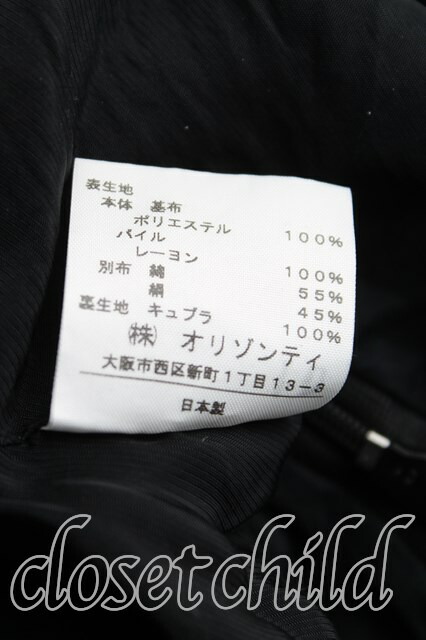 表生地
本体 基布
ポリエステル 100%
パイル
レーヨン 100%
別布 綿 55%
絹 45%
裏生地 キュプラ 100%
㈱ オリゾンティ
大阪市西区新町1丁目13-3
日本製
closetchild